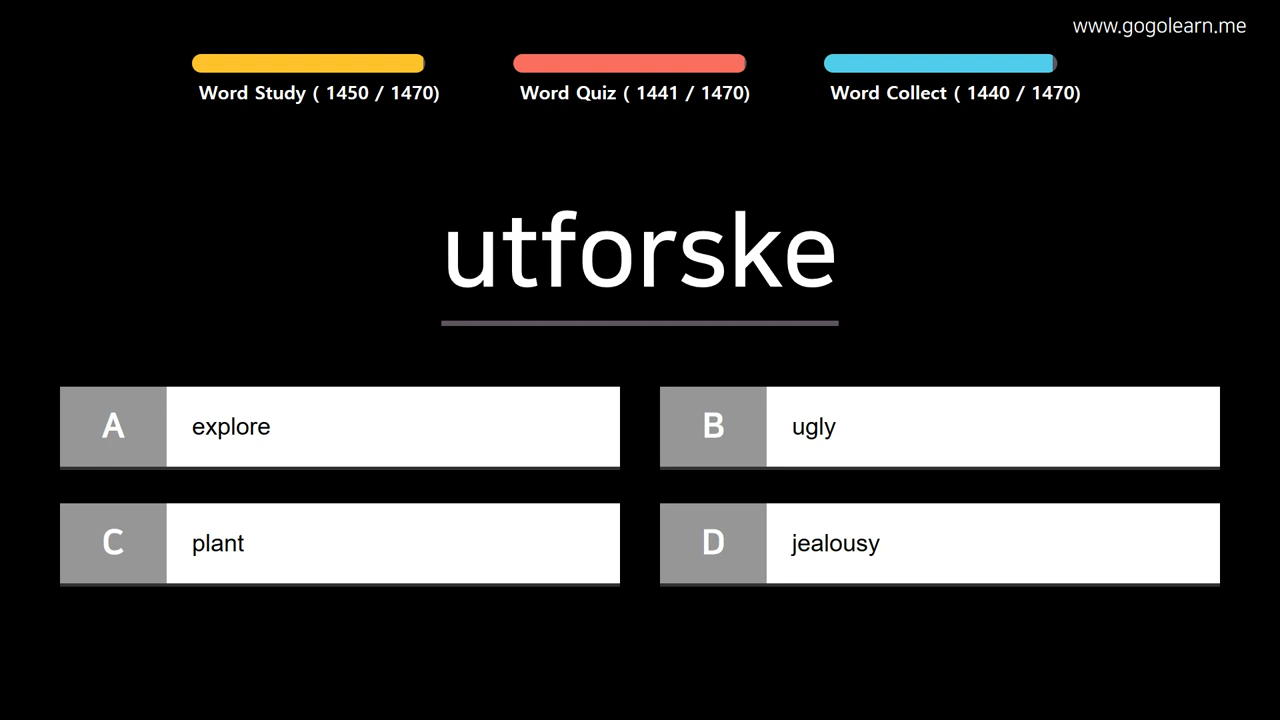 www.gogolearn.me
Word Study ( 1450 / 1470)
Word Quiz ( 1441 / 1470)
Word Collect ( 1440 / 1470)
utforske
A explore
B ugly
C plant
D jealousy